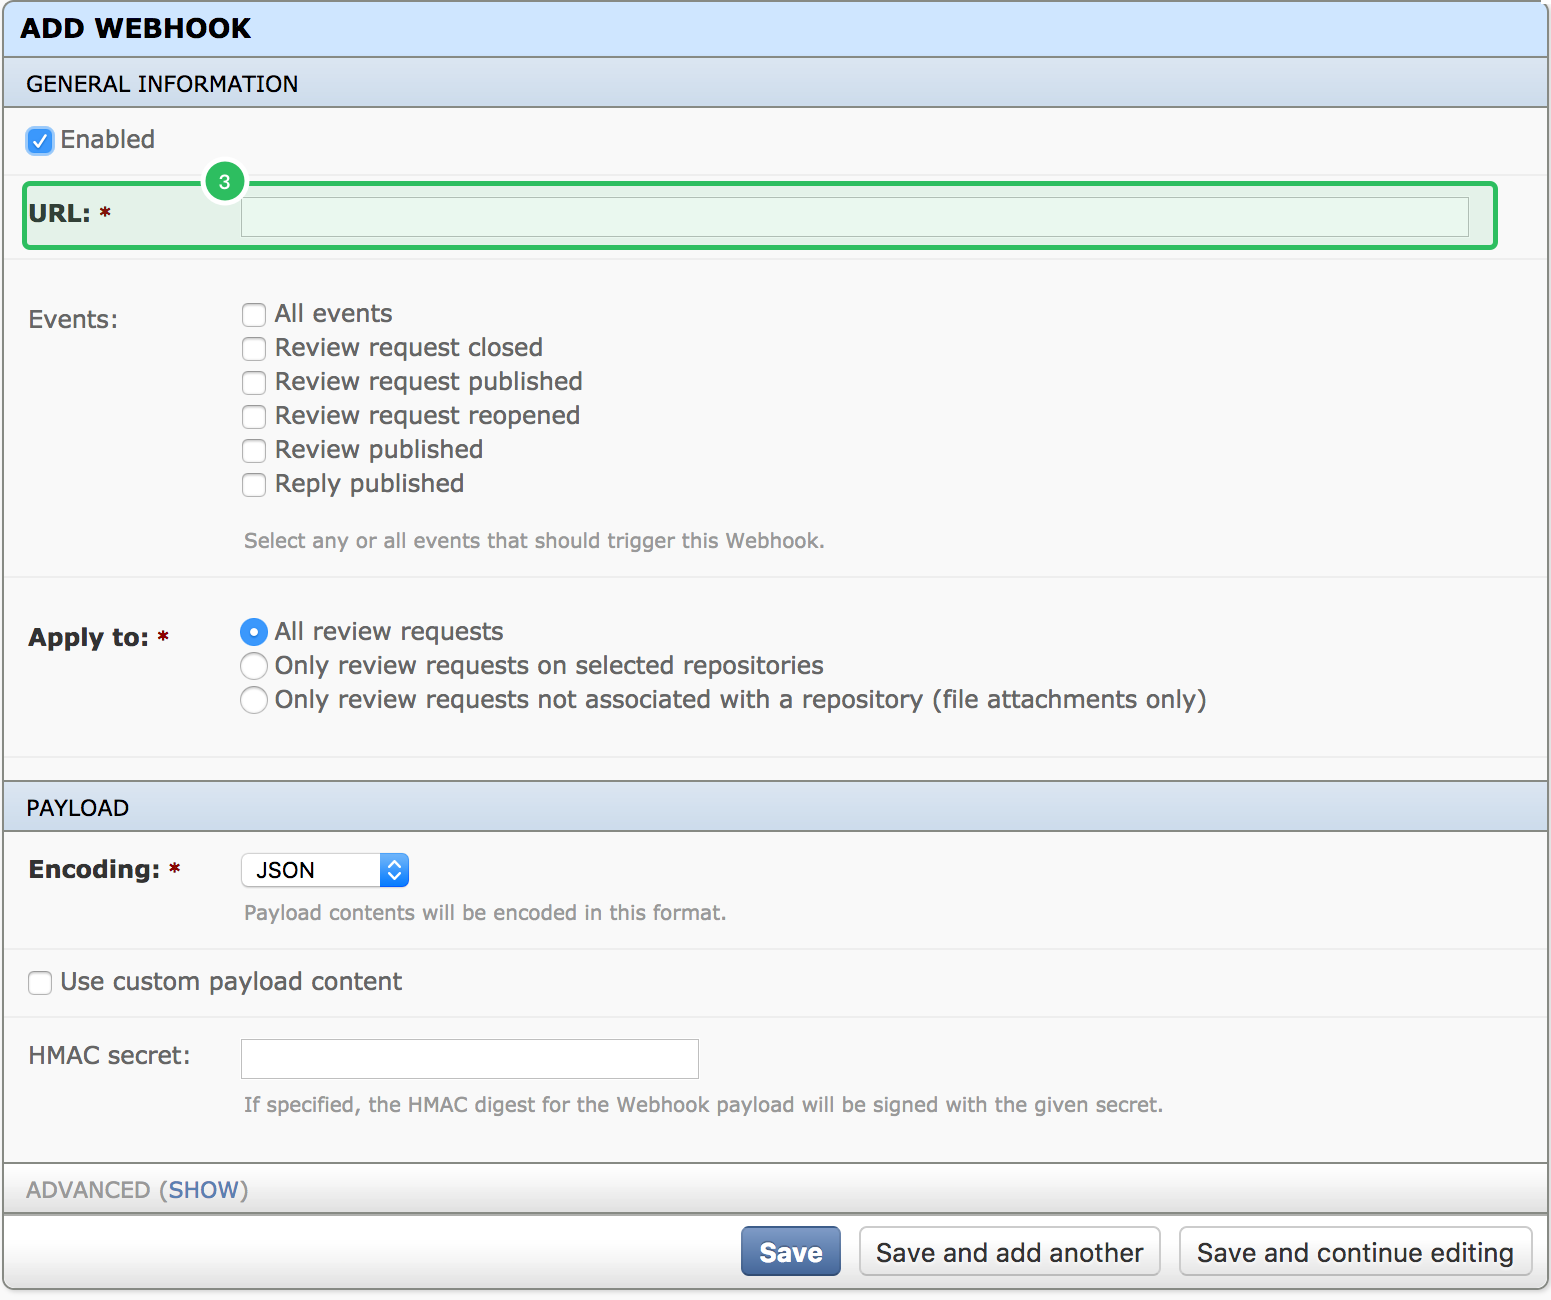 ADD WEBHOOK
GENERAL INFORMATION
Enabled
3
URL: *
Events:
All events
Review request closed
Review request published
Review request reopened
Review published
Reply published
Select any or all events that should trigger this Webhook.
Apply to: *
All review requests
Only review requests on selected repositories
Only review requests not associated with a repository (file attachments only)
PAYLOAD
Encoding: * JSON
Payload contents will be encoded in this format.
Use custom payload content
HMAC secret:
If specified, the HMAC digest for the Webhook payload will be signed with the given secret.
ADVANCED (SHOW)
Save Save and add another Save and continue editing